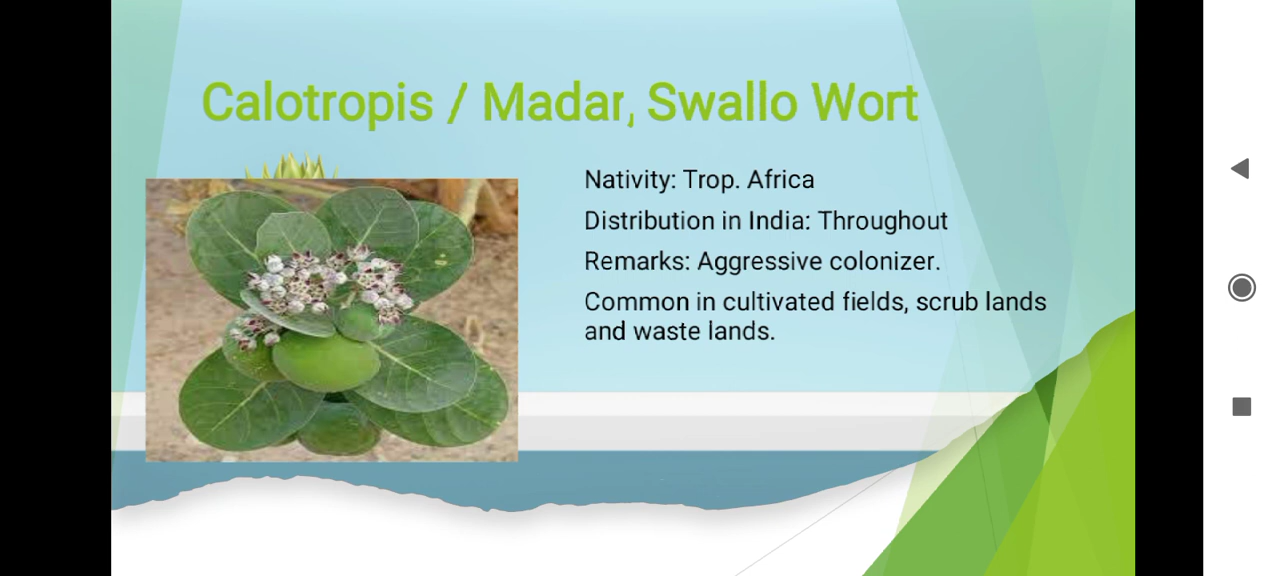 Calotropis / Madar, Swallo Wort
Nativity: Trop. Africa
Distribution in India: Throughout
Remarks: Aggressive colonizer.
Common in cultivated fields, scrub lands
and waste lands.